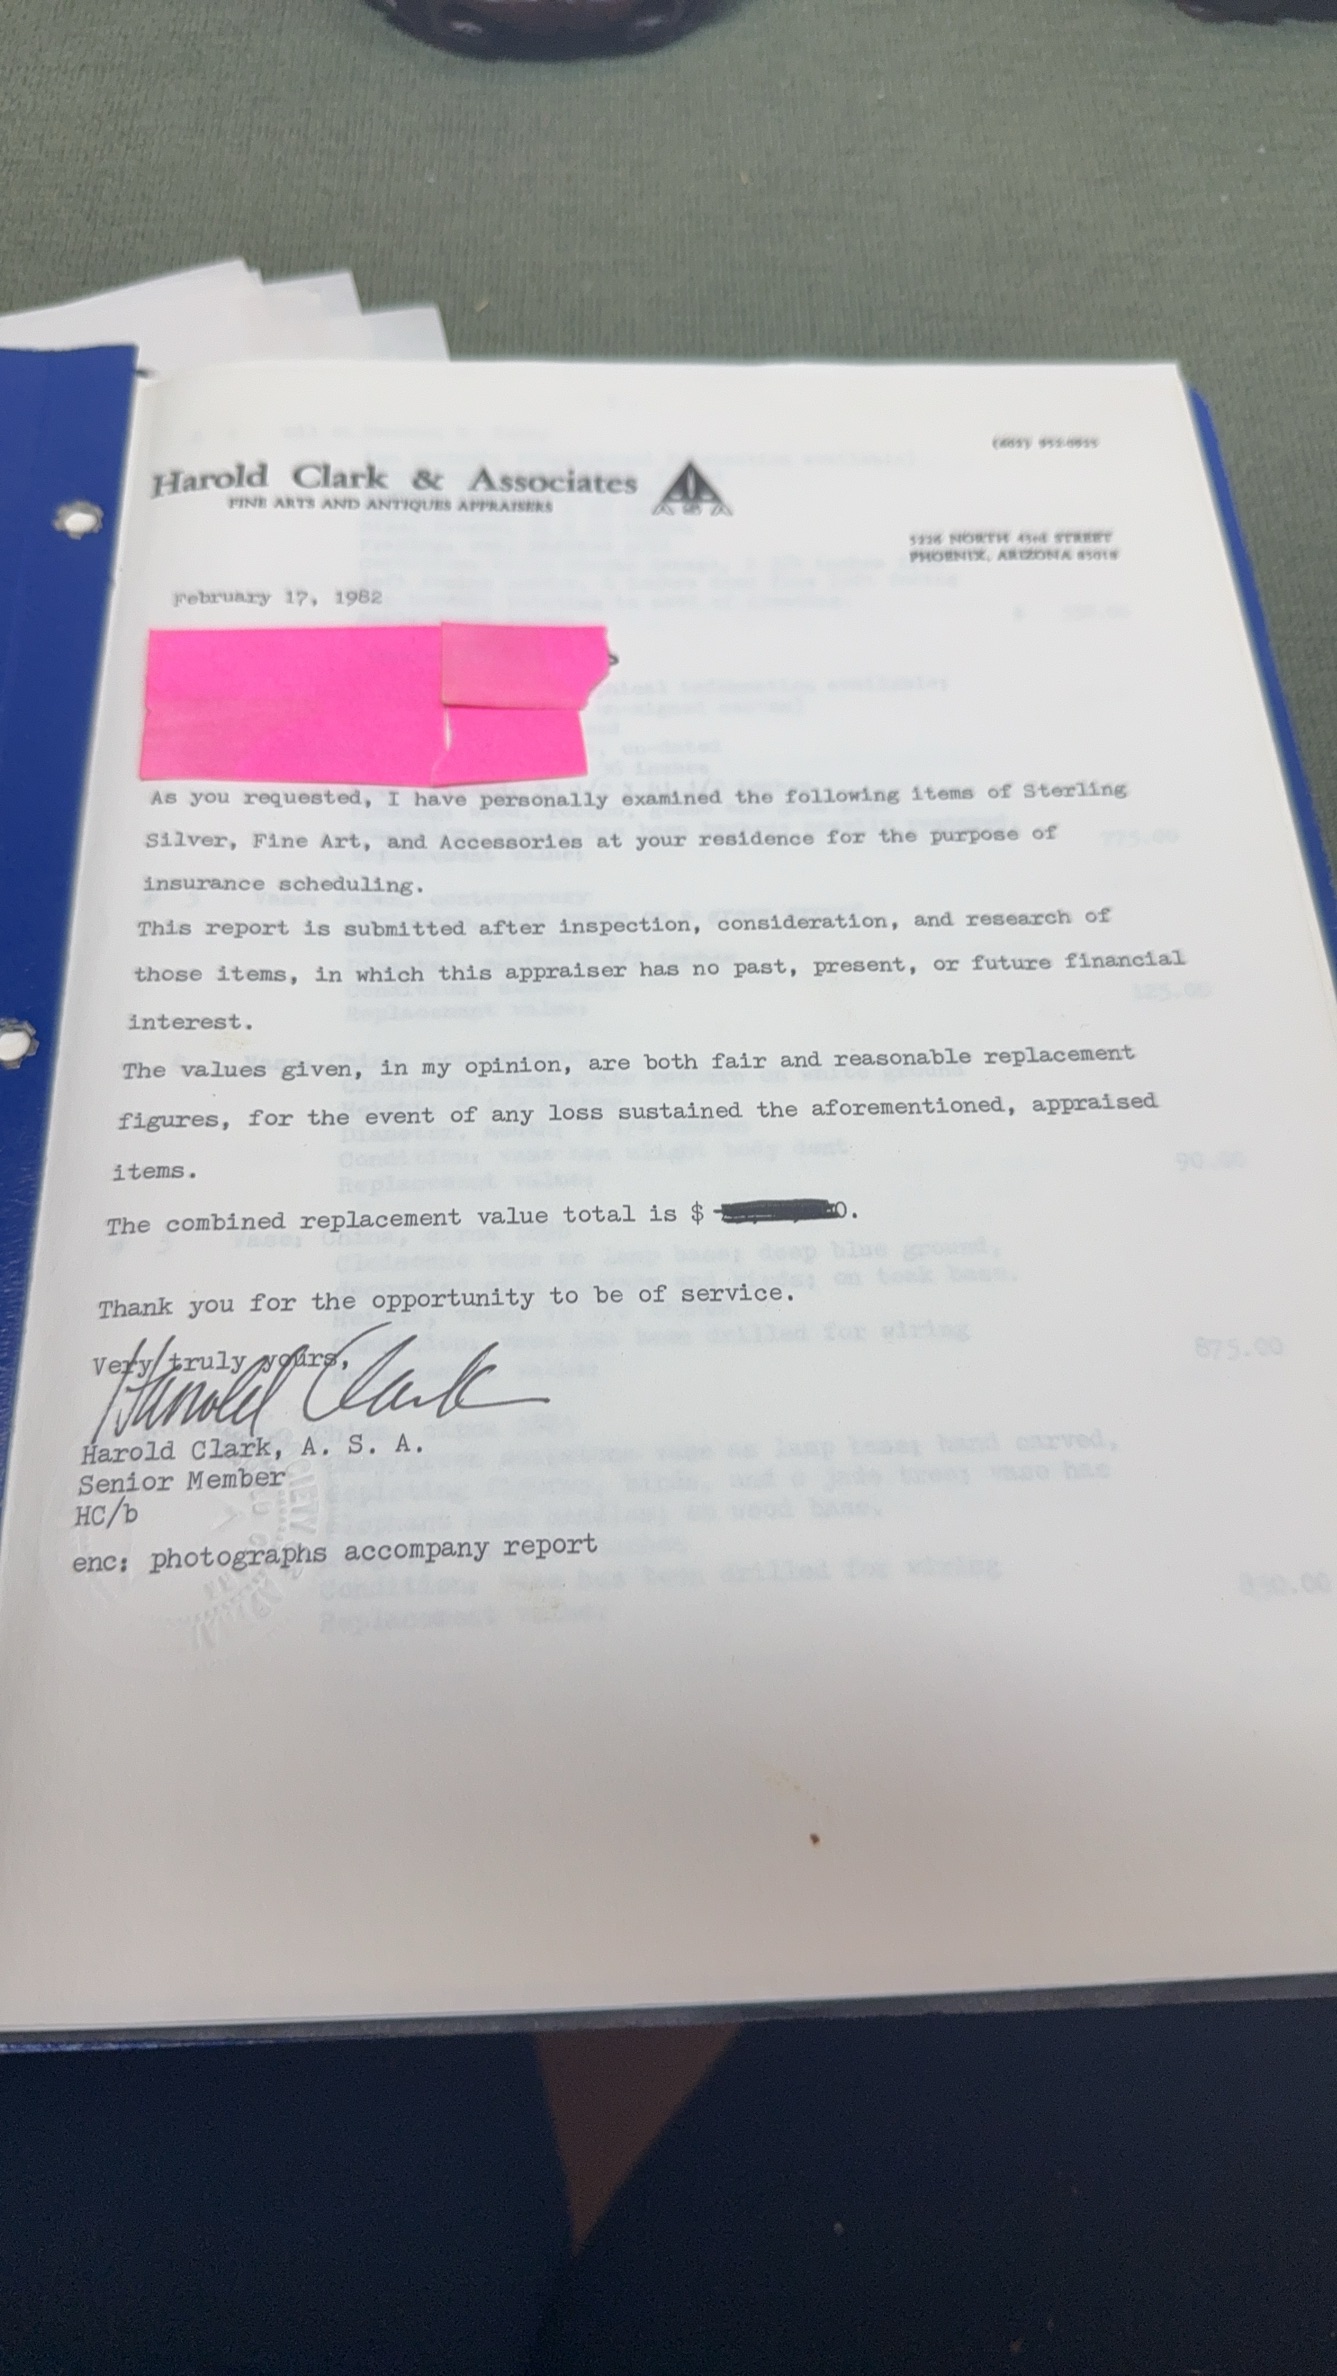 Harold Clark & Associates
FINE ARTS AND ANTIQUES APPRAISERS
NORTH 43rd STREET
PHOENIX, ARIZONA
February 17, 1982
As you requested, I have personally examined the following items of Sterling
Silver, Fine Art, and Accessories at your residence for the purpose of
insurance scheduling.
This report is submitted after inspection, consideration, and research of
those items, in which this appraiser has no past, present, or future financial
interest.
The values given, in my opinion, are both fair and reasonable replacement
figures, for the event of any loss sustained the aforementioned, appraised
items.
The combined replacement value total is $ 0.
Thank you for the opportunity to be of service.
Very truly yours,
Harold Clark
Harold Clark, A. S. A.
Senior Member
HC/b
enc: photographs accompany report